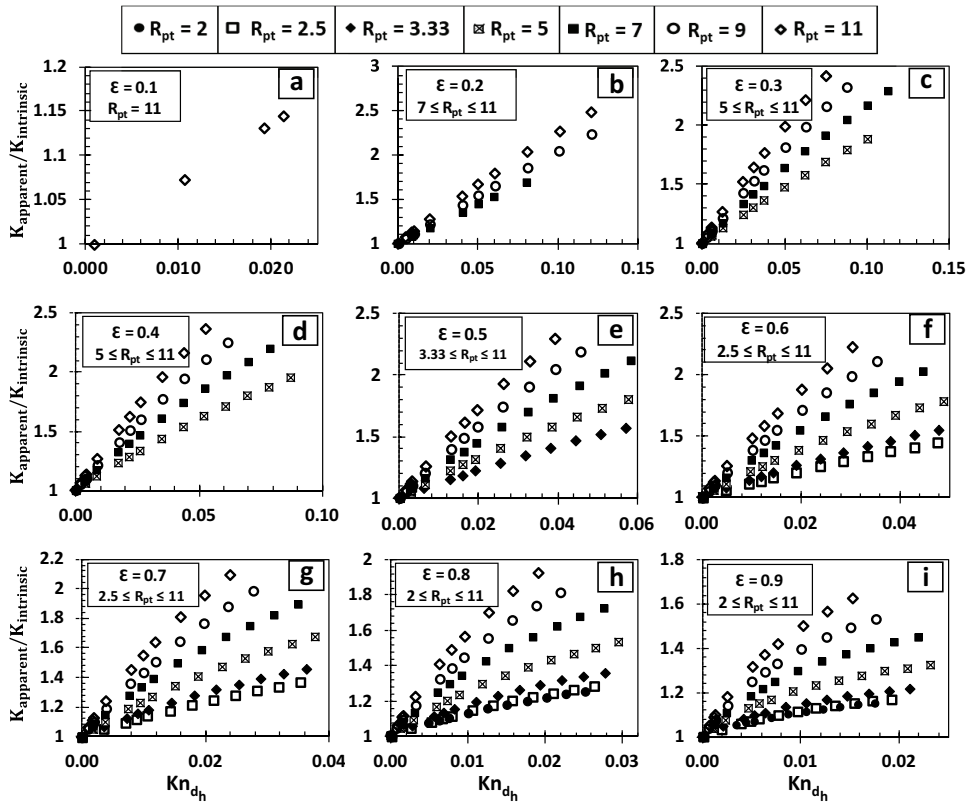 ● R_pt = 2 □ R_pt = 2.5 ◆ R_pt = 3.33 ⊠ R_pt = 5 ■ R_pt = 7 ○ R_pt = 9 ◇ R_pt = 11
K_apparent/K_intrinsic
1.2
1.15
1.1
1.05
1
0.000 0.010 0.020
ε = 0.1
R_pt = 11
a
3
2.5
2
1.5
1
0.00 0.05 0.10 0.15
ε = 0.2
7 ≤ R_pt ≤ 11
b
2.5
2
1.5
1
0.00 0.05 0.10 0.15
ε = 0.3
5 ≤ R_pt ≤ 11
c
K_apparent/K_intrinsic
2.5
2
1.5
1
0.00 0.05 0.10
ε = 0.4
5 ≤ R_pt ≤ 11
d
2.5
2
1.5
1
0.00 0.02 0.04 0.06
ε = 0.5
3.33 ≤ R_pt ≤ 11
e
2.5
2
1.5
1
0.00 0.02 0.04
ε = 0.6
2.5 ≤ R_pt ≤ 11
f
K_apparent/K_intrinsic
2.2
2
1.8
1.6
1.4
1.2
1
0.00 0.02 0.04
ε = 0.7
2.5 ≤ R_pt ≤ 11
g
Kn_d_h
2
1.8
1.6
1.4
1.2
1
0.00 0.01 0.02 0.03
ε = 0.8
2 ≤ R_pt ≤ 11
h
Kn_d_h
1.8
1.6
1.4
1.2
1
0.00 0.01 0.02
ε = 0.9
2 ≤ R_pt ≤ 11
i
Kn_d_h